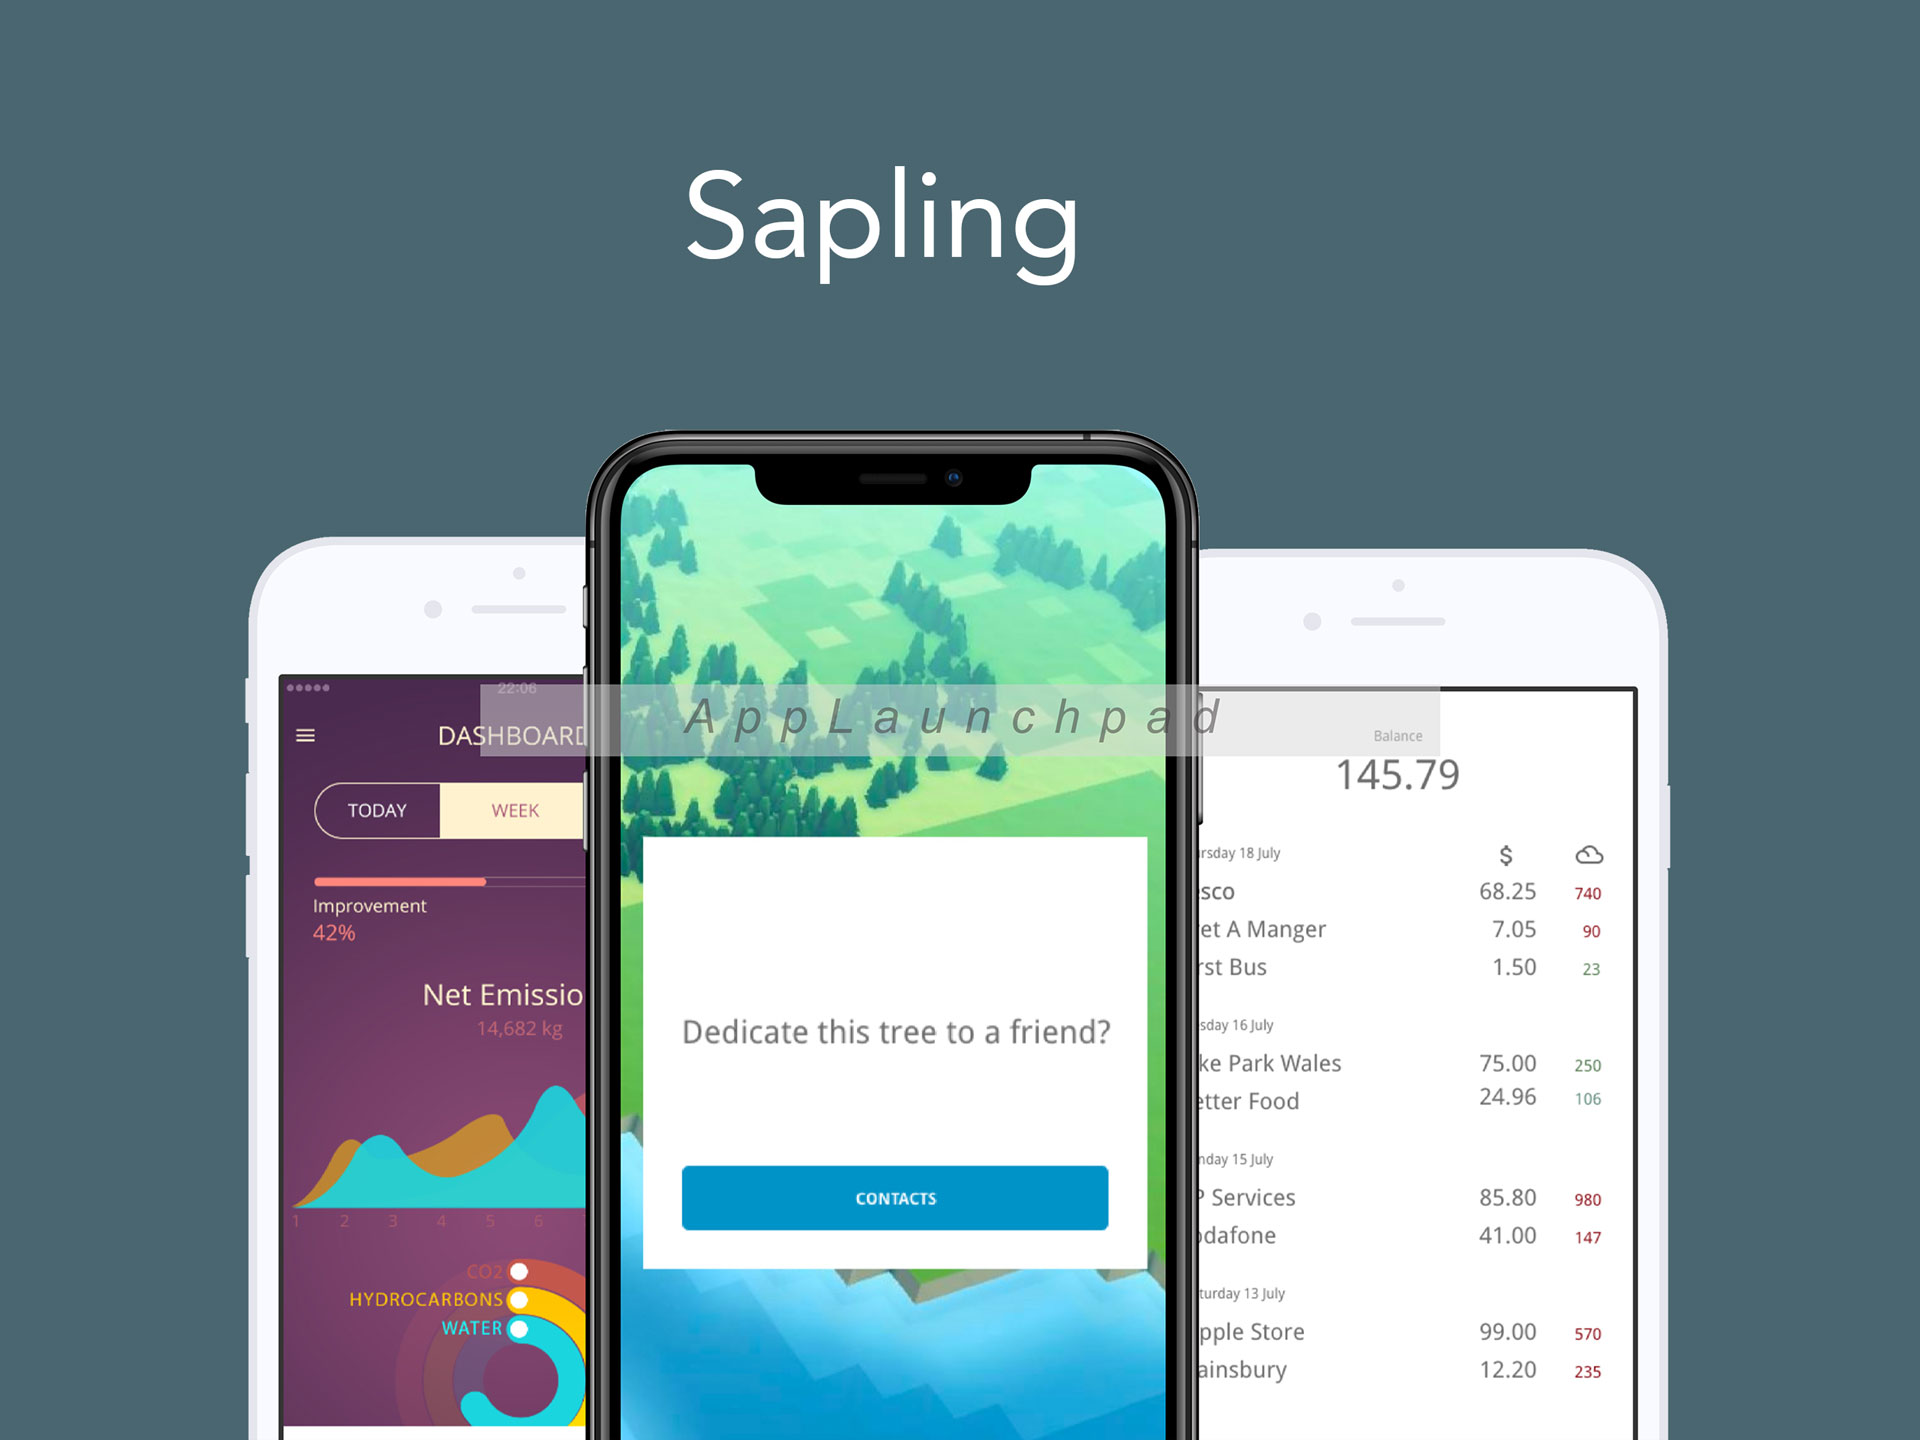 Sapling
AppLaunchpad
22:06
DASHBOARD
TODAY WEEK
Improvement
42%
Net Emissio
14,682 kg
1 2 3 4 5 6
CO2
HYDROCARBONS
WATER
Dedicate this tree to a friend?
CONTACTS
Balance
145.79
rsday 18 July $
sco 68.25 740
et A Manger 7.05 90
rst Bus 1.50 23
sday 16 July
ke Park Wales 75.00 250
etter Food 24.96 106
nday 15 July
P Services 85.80 980
odafone 41.00 147
turday 13 July
pple Store 99.00 570
ainsbury 12.20 235